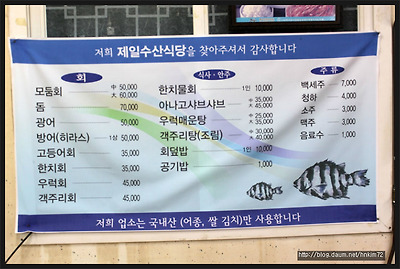 저희 제일수산식당을 찾아주셔서 감사합니다
회
모듬회 中 50,000 大 60,000
돔 70,000
광어 50,000
방어(히라스) 1상 50,000
고등어회 35,000
한치회 35,000
우럭회 45,000
객주리회 45,000
식사·안주
한치물회 1인 10,000
아나고샤브샤브 中 35,000 大 45,000
우럭매운탕 中 25,000 大 35,000
객주리탕(조림) 中 30,000 大 40,000
회덮밥 1인 10,000
공기밥 1,000
주류
백세주 7,000
청하 4,000
소주 3,000
맥주 3,000
음료수 1,000
저희 업소는 국내산 (어종, 쌀 김치)만 사용합니다
http://blog.daum.net/hnkim72